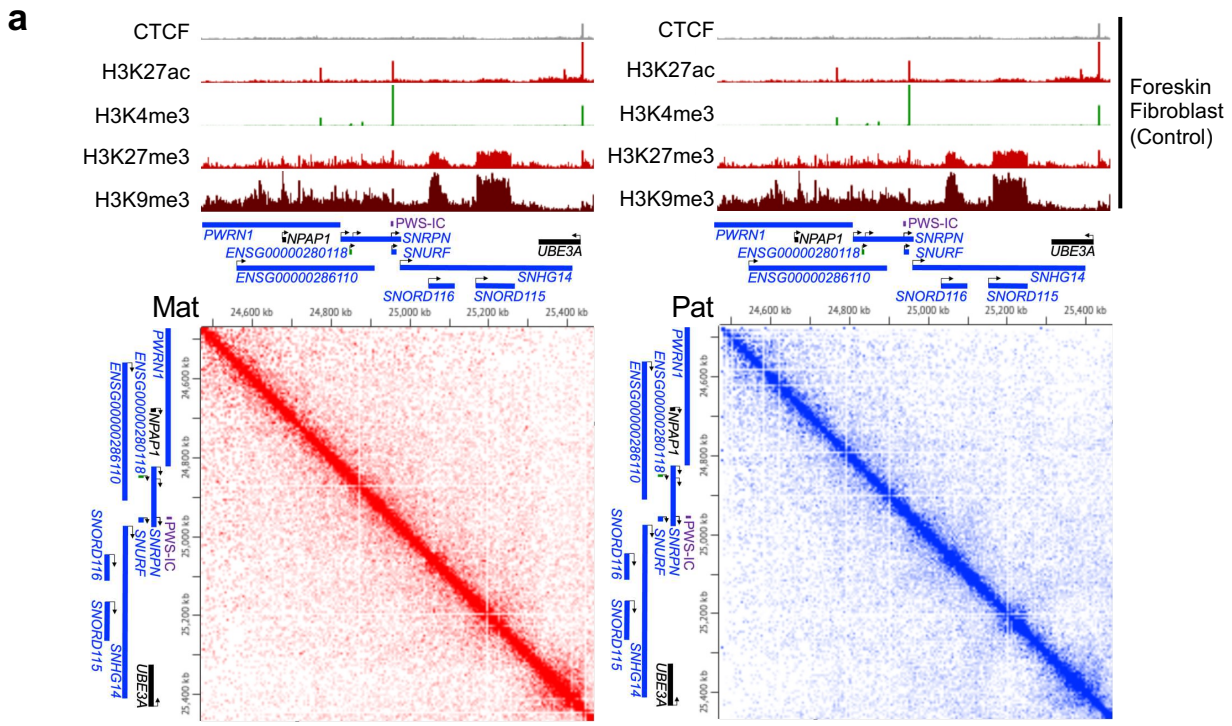 a
CTCF
H3K27ac
H3K4me3
H3K27me3
H3K9me3
CTCF
H3K27ac
H3K4me3
H3K27me3
H3K9me3
Foreskin
Fibroblast
(Control)
PWS-IC
PWRN1
NPAP1
SNRPN
UBE3A
ENSG00000280118
SNURF
ENSG00000286110
SNHG14
SNORD116
SNORD115
PWS-IC
PWRN1
NPAP1
SNRPN
UBE3A
ENSG00000280118
SNURF
ENSG00000286110
SNHG14
SNORD116
SNORD115
Mat
24,600 kb
24,800 kb
25,000 kb
25,200 kb
25,400 kb
24,600 kb
24,800 kb
25,000 kb
25,200 kb
25,400 kb
PWRN1
ENSG00000280118
ENSG00000286110
NPAP1
PWS-IC
SNRPN
SNURF
SNORD116
SNORD115
SNHG14
UBE3A
Pat
24,600 kb
24,800 kb
25,000 kb
25,200 kb
25,400 kb
24,600 kb
24,800 kb
25,000 kb
25,200 kb
25,400 kb
PWRN1
ENSG00000280118
ENSG00000286110
NPAP1
PWS-IC
SNRPN
SNURF
SNORD116
SNORD115
SNHG14
UBE3A